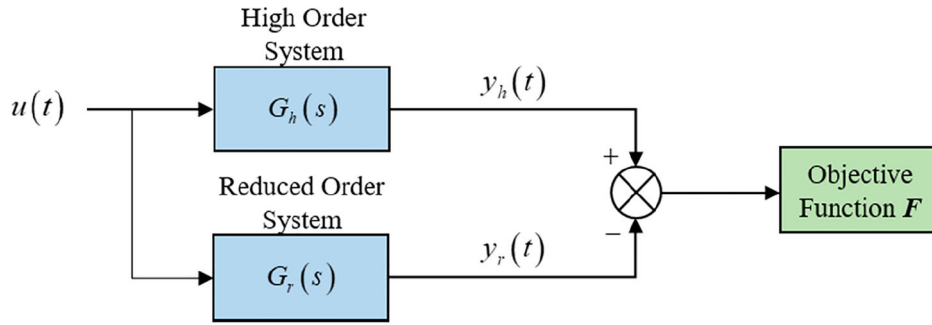 High Order
System
u(t)
G_h(s)
y_h(t)
+
Reduced Order
System
G_r(s)
y_r(t)
−
Objective
Function F